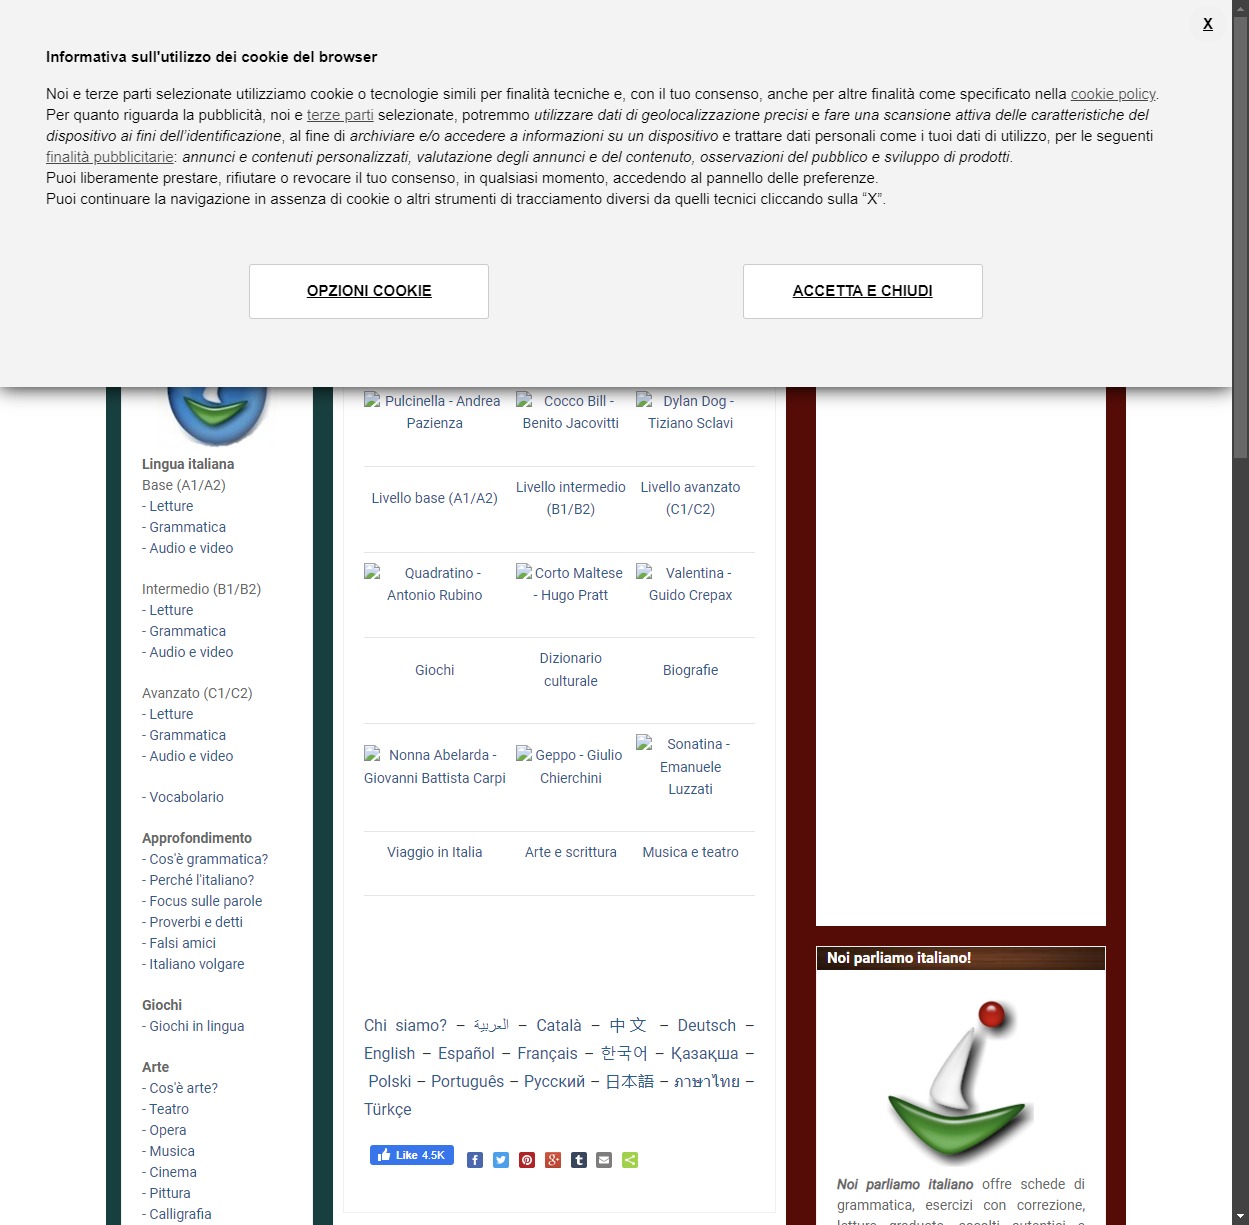 X
Informativa sull'utilizzo dei cookie del browser
Noi e terze parti selezionate utilizziamo cookie o tecnologie simili per finalità tecniche e, con il tuo consenso, anche per altre finalità come specificato nella cookie policy.
Per quanto riguarda la pubblicità, noi e terze parti selezionate, potremmo utilizzare dati di geolocalizzazione precisi e fare una scansione attiva delle caratteristiche del
dispositivo ai fini dell'identificazione, al fine di archiviare e/o accedere a informazioni su un dispositivo e trattare dati personali come i tuoi dati di utilizzo, per le seguenti
finalità pubblicitarie: annunci e contenuti personalizzati, valutazione degli annunci e del contenuto, osservazioni del pubblico e sviluppo di prodotti.
Puoi liberamente prestare, rifiutare o revocare il tuo consenso, in qualsiasi momento, accedendo al pannello delle preferenze.
Puoi continuare la navigazione in assenza di cookie o altri strumenti di tracciamento diversi da quelli tecnici cliccando sulla “X”.
OPZIONI COOKIE
ACCETTA E CHIUDI
Lingua italiana
Base (A1/A2)
- Letture
- Grammatica
- Audio e video
Intermedio (B1/B2)
- Letture
- Grammatica
- Audio e video
Avanzato (C1/C2)
- Letture
- Grammatica
- Audio e video
- Vocabolario
Approfondimento
- Cos'è grammatica?
- Perché l'italiano?
- Focus sulle parole
- Proverbi e detti
- Falsi amici
- Italiano volgare
Giochi
- Giochi in lingua
Arte
- Cos'è arte?
- Teatro
- Opera
- Musica
- Cinema
- Pittura
- Calligrafia
Pulcinella - Andrea
Pazienza
Cocco Bill -
Benito Jacovitti
Dylan Dog -
Tiziano Sclavi
Livello base (A1/A2)
Livello intermedio
(B1/B2)
Livello avanzato
(C1/C2)
Quadratino -
Antonio Rubino
Corto Maltese
- Hugo Pratt
Valentina -
Guido Crepax
Giochi
Dizionario
culturale
Biografie
Nonna Abelarda -
Giovanni Battista Carpi
Geppo - Giulio
Chierchini
Sonatina -
Emanuele
Luzzati
Viaggio in Italia
Arte e scrittura
Musica e teatro
Chi siamo? – العربية – Català – 中文 – Deutsch –
English – Español – Français – 한국어 – Қазақша –
Polski – Português – Русский – 日本語 – ภาษาไทย –
Türkçe
Like 4.5K
Noi parliamo italiano!
Noi parliamo italiano offre schede di
grammatica, esercizi con correzione,
letture graduate, ascolti autentici e